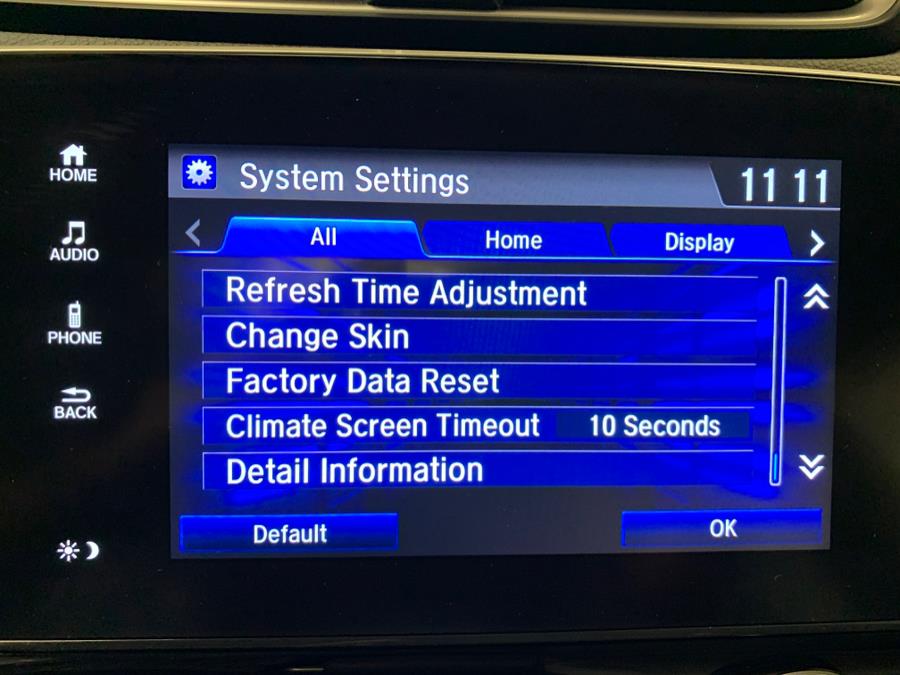 HOME
AUDIO
PHONE
BACK
System Settings
11 11
All Home Display
Refresh Time Adjustment
Change Skin
Factory Data Reset
Climate Screen Timeout 10 Seconds
Detail Information
Default OK